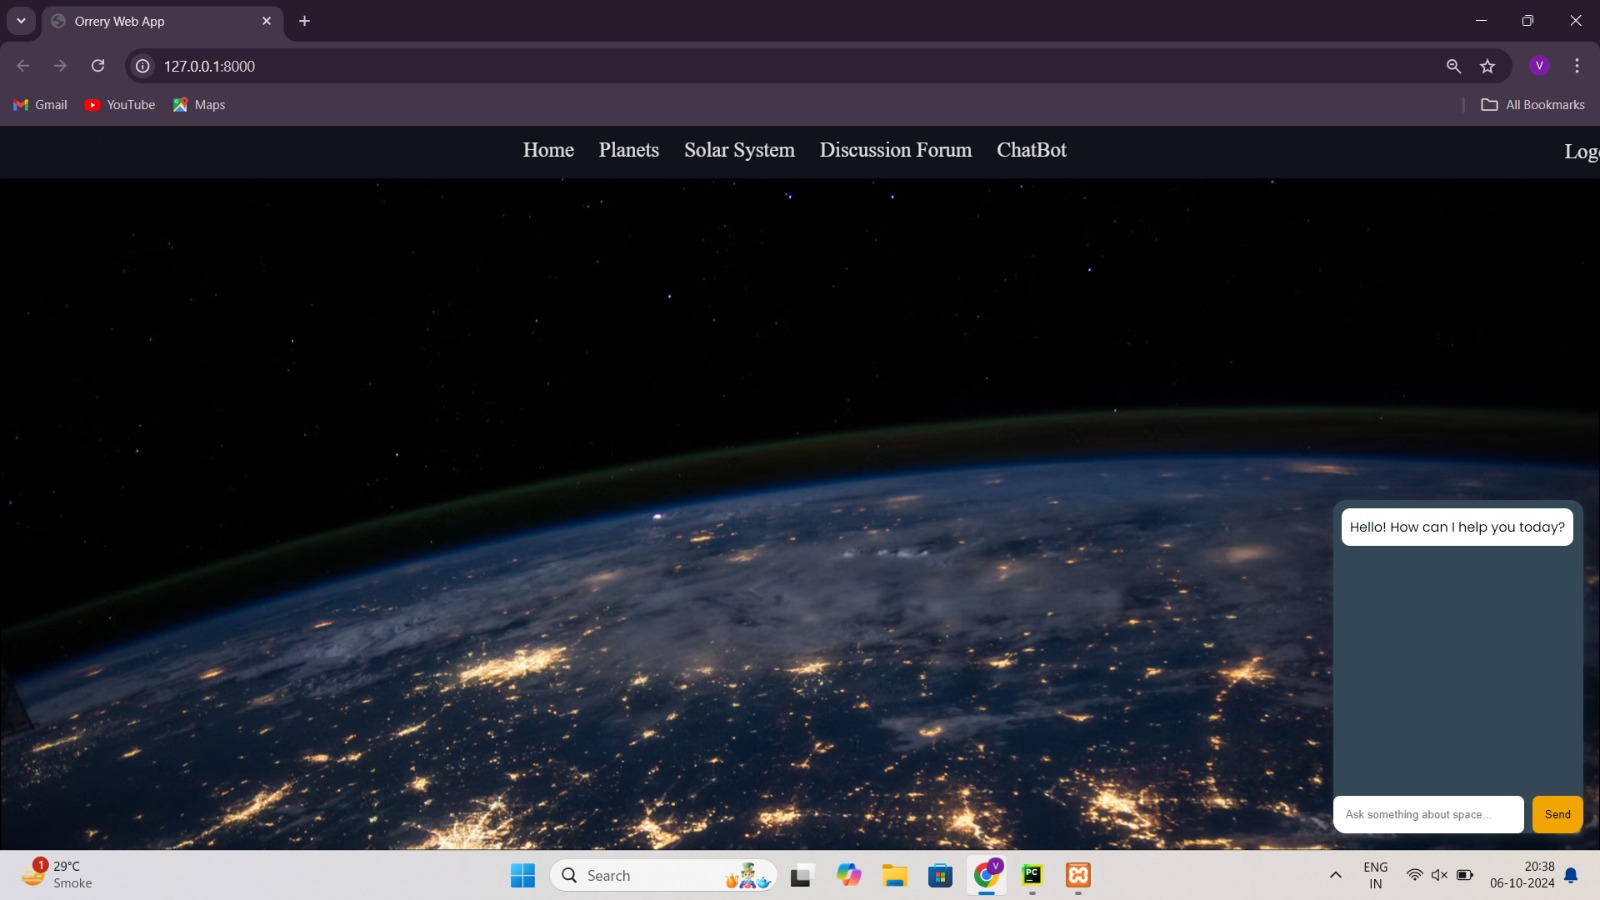 Orrery Web App
127.0.0.1:8000
V
Gmail
YouTube
Maps
All Bookmarks
Home
Planets
Solar System
Discussion Forum
ChatBot
Logo
Hello! How can I help you today?
Ask something about space...
Send
1
29°C
Smoke
Search
V
PC
ENG
IN
20:38
06-10-2024